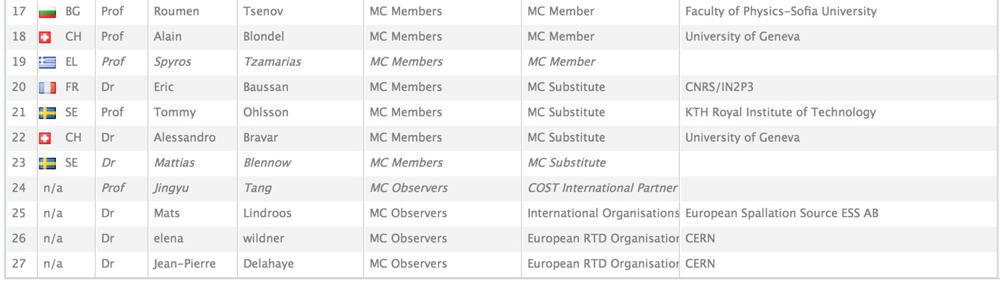 17 BG Prof Roumen Tsenov MC Members MC Member Faculty of Physics-Sofia University
18 CH Prof Alain Blondel MC Members MC Member University of Geneva
19 EL Prof Spyros Tzamarias MC Members MC Member
20 FR Dr Eric Baussan MC Members MC Substitute CNRS/IN2P3
21 SE Prof Tommy Ohlsson MC Members MC Substitute KTH Royal Institute of Technology
22 CH Dr Alessandro Bravar MC Members MC Substitute University of Geneva
23 SE Dr Mattias Blennow MC Members MC Substitute
24 n/a Prof Jingyu Tang MC Observers COST International Partner
25 n/a Dr Mats Lindroos MC Observers International Organisations European Spallation Source ESS AB
26 n/a Dr elena wildner MC Observers European RTD Organisation CERN
27 n/a Dr Jean-Pierre Delahaye MC Observers European RTD Organisation CERN